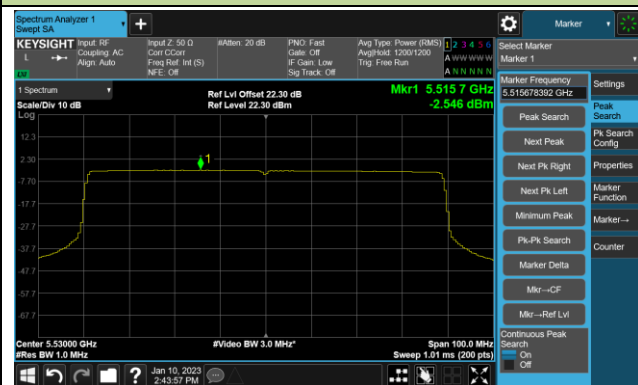 Spectrum Analyzer 1
Swept SA
+
Marker
KEYSIGHT
L
Input: RF
Coupling: AC
Align: Auto
Input Z: 50 Ω
Corr CCorr
Freq Ref: Int (S)
NFE: Off
#Atten: 20 dB
PNO: Fast
Gate: Off
IF Gain: Low
Sig Track: Off
Avg Type: Power (RMS)
Avg|Hold: 1200/1200
Trig: Free Run
1 2 3 4 5 6
A W W W W W
A N N N N N
Select Marker
Marker 1
1 Spectrum
Scale/Div 10 dB
Log
Ref Lvl Offset 22.30 dB
Ref Level 22.30 dBm
Mkr1 5.515 7 GHz
-2.546 dBm
12.3
2.30
-7.70
-17.7
-27.7
-37.7
-47.7
-57.7
-67.7
1
Center 5.53000 GHz
#Res BW 1.0 MHz
#Video BW 3.0 MHz*
Span 100.0 MHz
Sweep 1.01 ms (200 pts)
Marker Frequency
5.515678392 GHz
Peak Search
Next Peak
Next Pk Right
Next Pk Left
Minimum Peak
Pk-Pk Search
Marker Delta
Mkr→CF
Mkr→Ref Lvl
Continuous Peak
Search
On
Off
Settings
Peak
Search
Pk Search
Config
Properties
Marker
Function
Marker→
Counter
?
Jan 10, 2023
2:43:57 PM